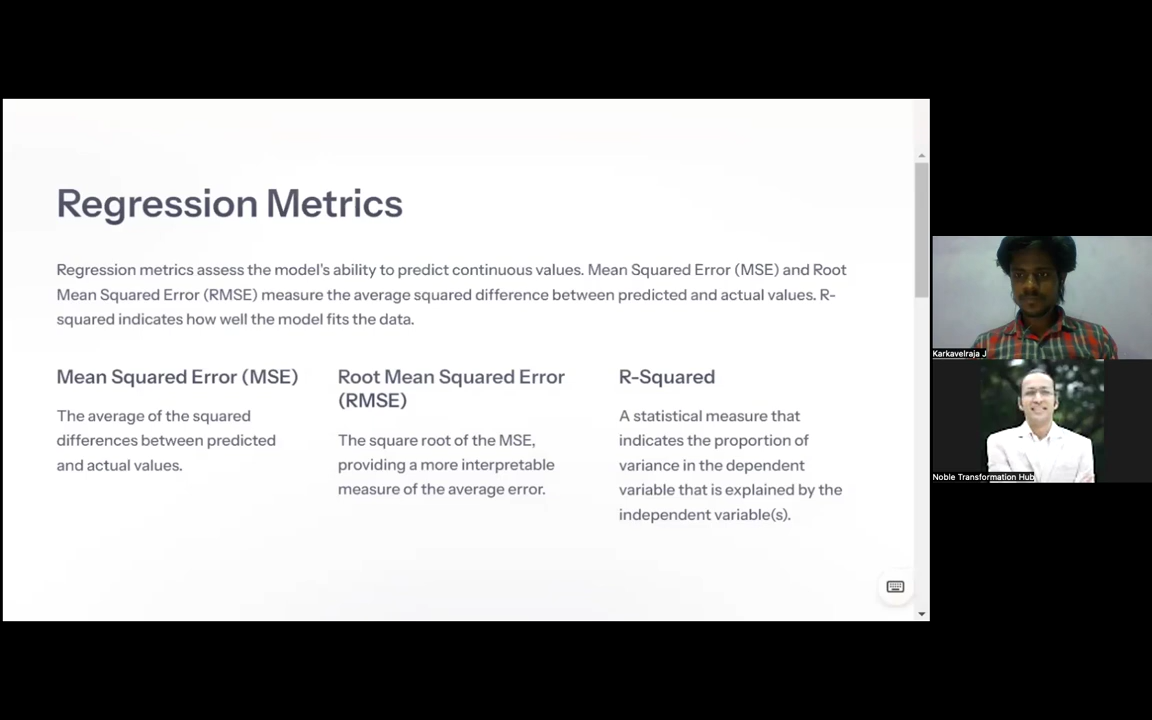 Regression Metrics
Regression metrics assess the model's ability to predict continuous values. Mean Squared Error (MSE) and Root
Mean Squared Error (RMSE) measure the average squared difference between predicted and actual values. R-
squared indicates how well the model fits the data.
Mean Squared Error (MSE)
The average of the squared
differences between predicted
and actual values.
Root Mean Squared Error
(RMSE)
The square root of the MSE,
providing a more interpretable
measure of the average error.
R-Squared
A statistical measure that
indicates the proportion of
variance in the dependent
variable that is explained by the
independent variable(s).
Karkavelraja J
Noble Transformation Hub